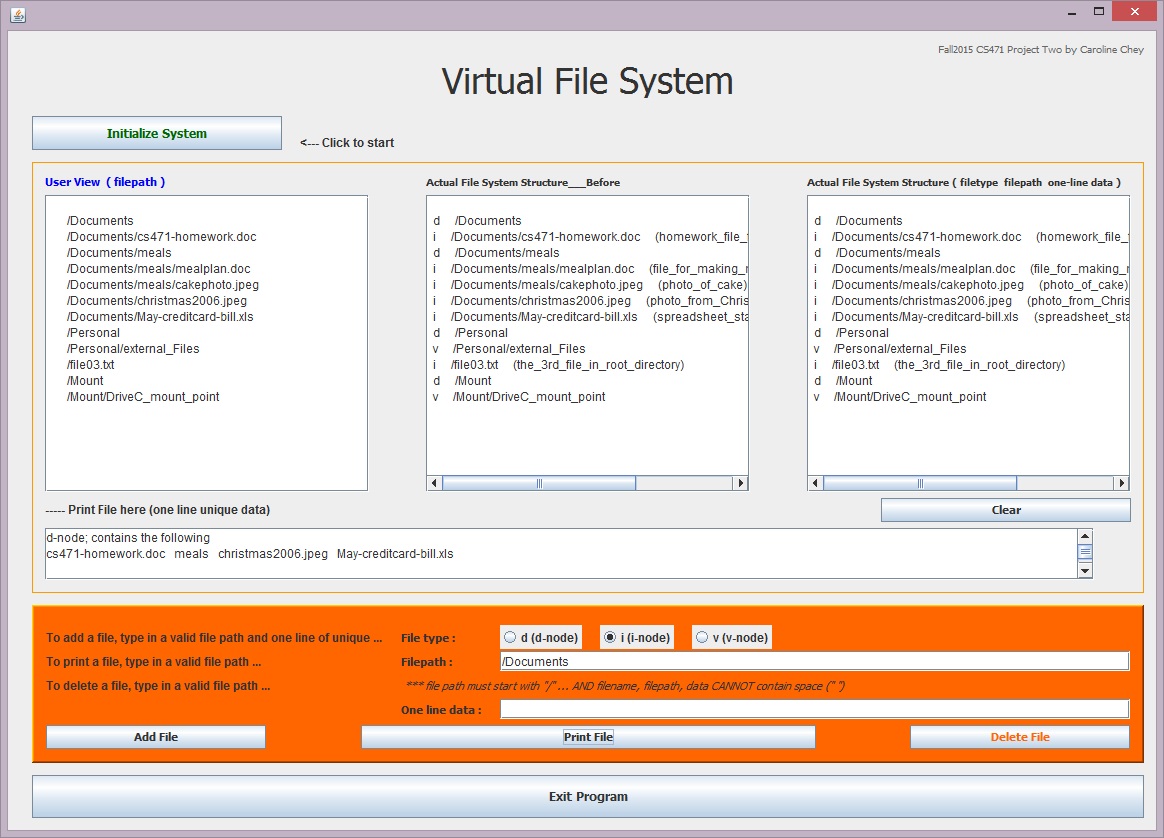 Fall2015 CS471 Project Two by Caroline Chey
Virtual File System
Initialize System
<--- Click to start
User View ( filepath )
/Documents
/Documents/cs471-homework.doc
/Documents/meals
/Documents/meals/mealplan.doc
/Documents/meals/cakephoto.jpeg
/Documents/christmas2006.jpeg
/Documents/May-creditcard-bill.xls
/Personal
/Personal/external_Files
/file03.txt
/Mount
/Mount/DriveC_mount_point
Actual File System Structure___Before
d /Documents
i /Documents/cs471-homework.doc (homework_file_
d /Documents/meals
i /Documents/meals/mealplan.doc (file_for_making_
i /Documents/meals/cakephoto.jpeg (photo_of_cake)
i /Documents/christmas2006.jpeg (photo_from_Chris
i /Documents/May-creditcard-bill.xls (spreadsheet_sta
d /Personal
v /Personal/external_Files
i /file03.txt (the_3rd_file_in_root_directory)
d /Mount
v /Mount/DriveC_mount_point
Actual File System Structure ( filetype filepath one-line data )
d /Documents
i /Documents/cs471-homework.doc (homework_file_
d /Documents/meals
i /Documents/meals/mealplan.doc (file_for_making_
i /Documents/meals/cakephoto.jpeg (photo_of_cake)
i /Documents/christmas2006.jpeg (photo_from_Chris
i /Documents/May-creditcard-bill.xls (spreadsheet_sta
d /Personal
v /Personal/external_Files
i /file03.txt (the_3rd_file_in_root_directory)
d /Mount
v /Mount/DriveC_mount_point
----- Print File here (one line unique data)
Clear
d-node; contains the following
cs471-homework.doc meals christmas2006.jpeg May-creditcard-bill.xls
To add a file, type in a valid file path and one line of unique ...
File type :
d (d-node)
i (i-node)
v (v-node)
To print a file, type in a valid file path ...
Filepath :
/Documents
To delete a file, type in a valid file path ...
*** file path must start with "/" ... AND filename, filepath, data CANNOT contain space (" ")
One line data :
Add File
Print File
Delete File
Exit Program